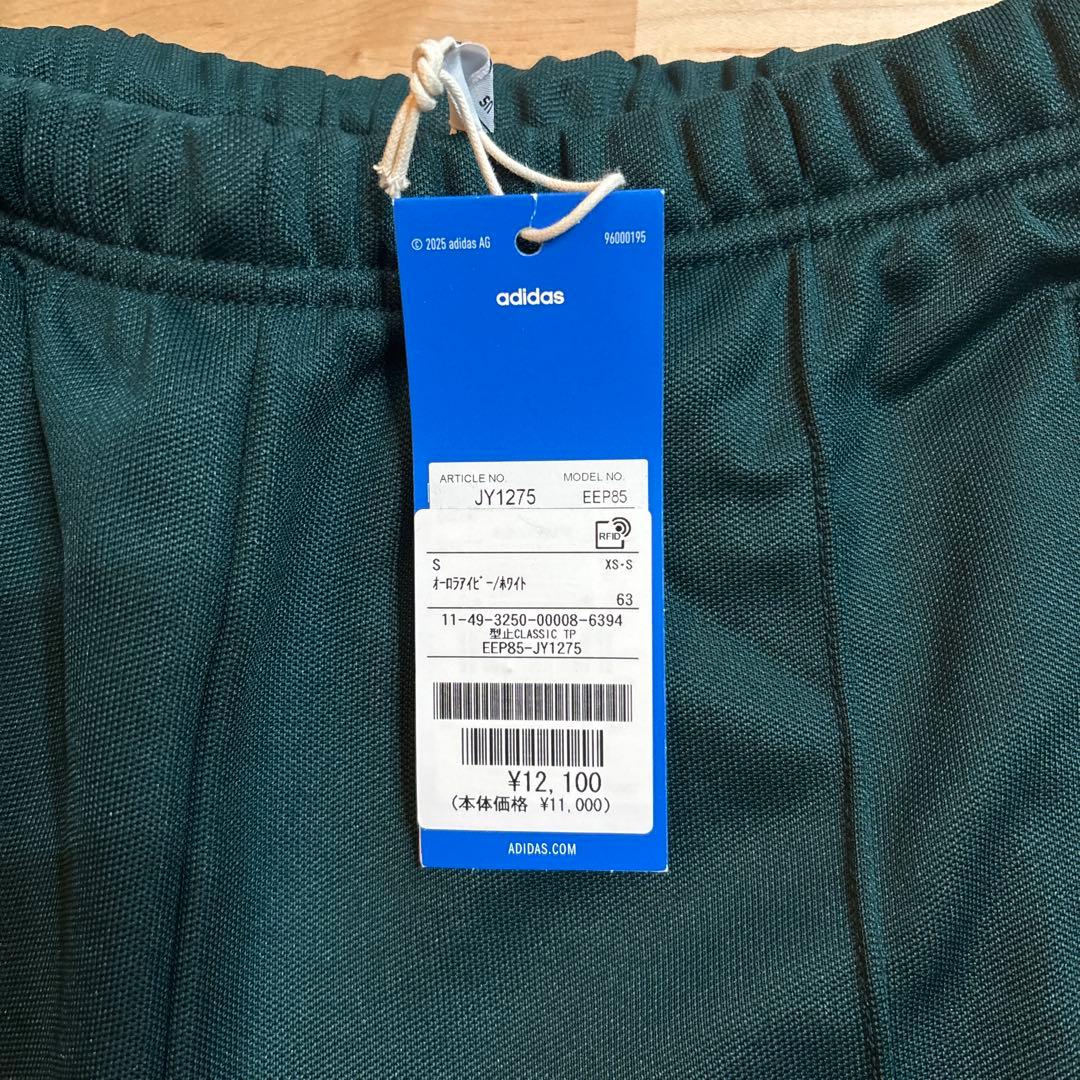 © 2025 adidas AG
96000195
adidas
ARTICLE NO. MODEL NO.
JY1275 EEP85
RFID
S XS・S
オーロラアイビー/ホワイト
63
11-49-3250-00008-6394
型止CLASSIC TP
EEP85-JY1275
¥12,100
(本体価格 ¥11,000)
ADIDAS.COM